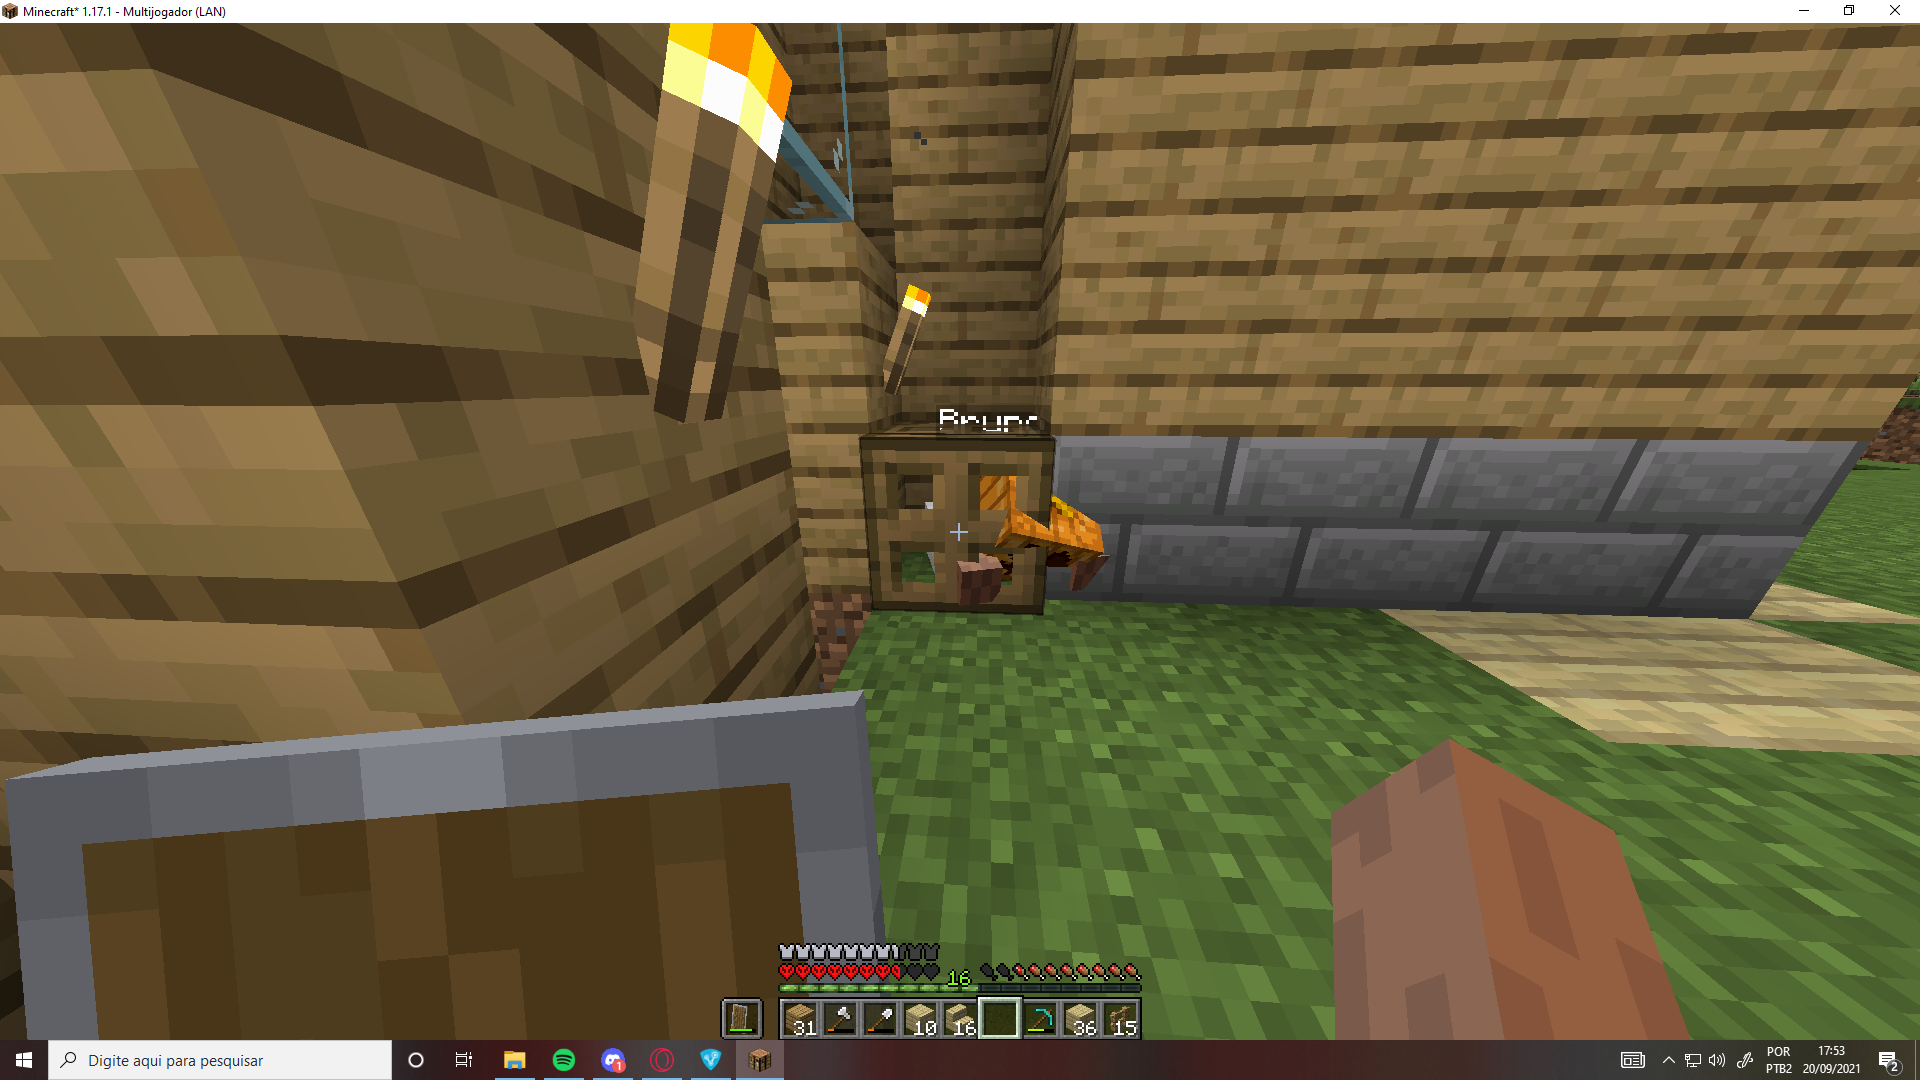 Minecraft* 1.17.1 - Multijogador (LAN)
16
31
10
16
36
15
Digite aqui para pesquisar
1
POR
PTB2
17:53
20/09/2021
2